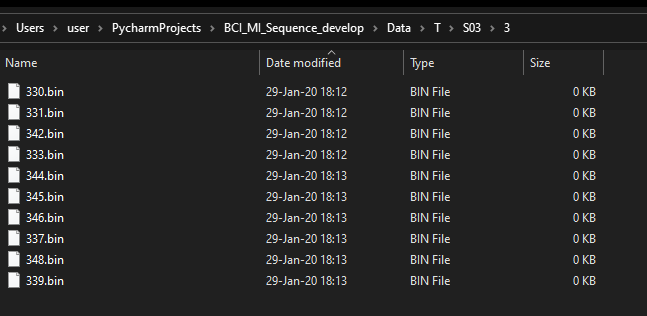 Users > user > PycharmProjects > BCI_MI_Sequence_develop > Data > T > S03 > 3
Name Date modified Type Size
330.bin 29-Jan-20 18:12 BIN File 0 KB
331.bin 29-Jan-20 18:12 BIN File 0 KB
342.bin 29-Jan-20 18:12 BIN File 0 KB
333.bin 29-Jan-20 18:12 BIN File 0 KB
344.bin 29-Jan-20 18:13 BIN File 0 KB
345.bin 29-Jan-20 18:13 BIN File 0 KB
346.bin 29-Jan-20 18:13 BIN File 0 KB
337.bin 29-Jan-20 18:13 BIN File 0 KB
348.bin 29-Jan-20 18:13 BIN File 0 KB
339.bin 29-Jan-20 18:13 BIN File 0 KB